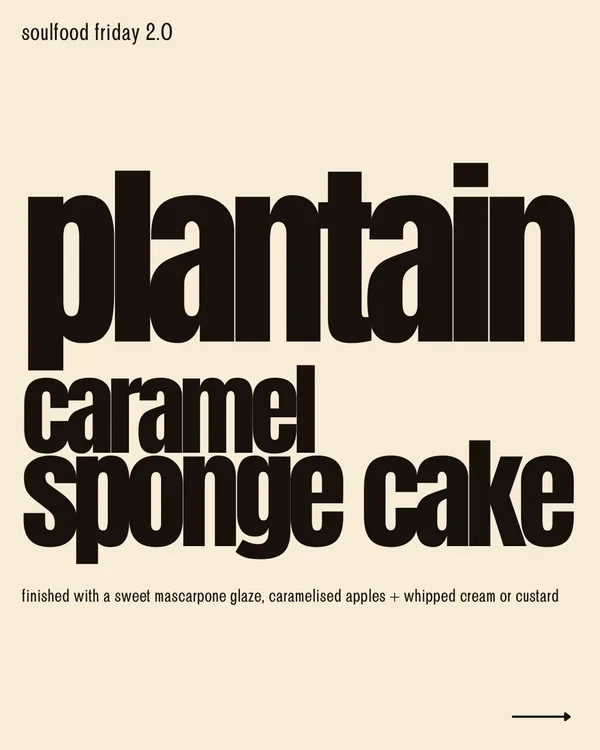 soulfood friday 2.0
plantain
caramel
sponge cake
finished with a sweet mascarpone glaze, caramelised apples + whipped cream or custard